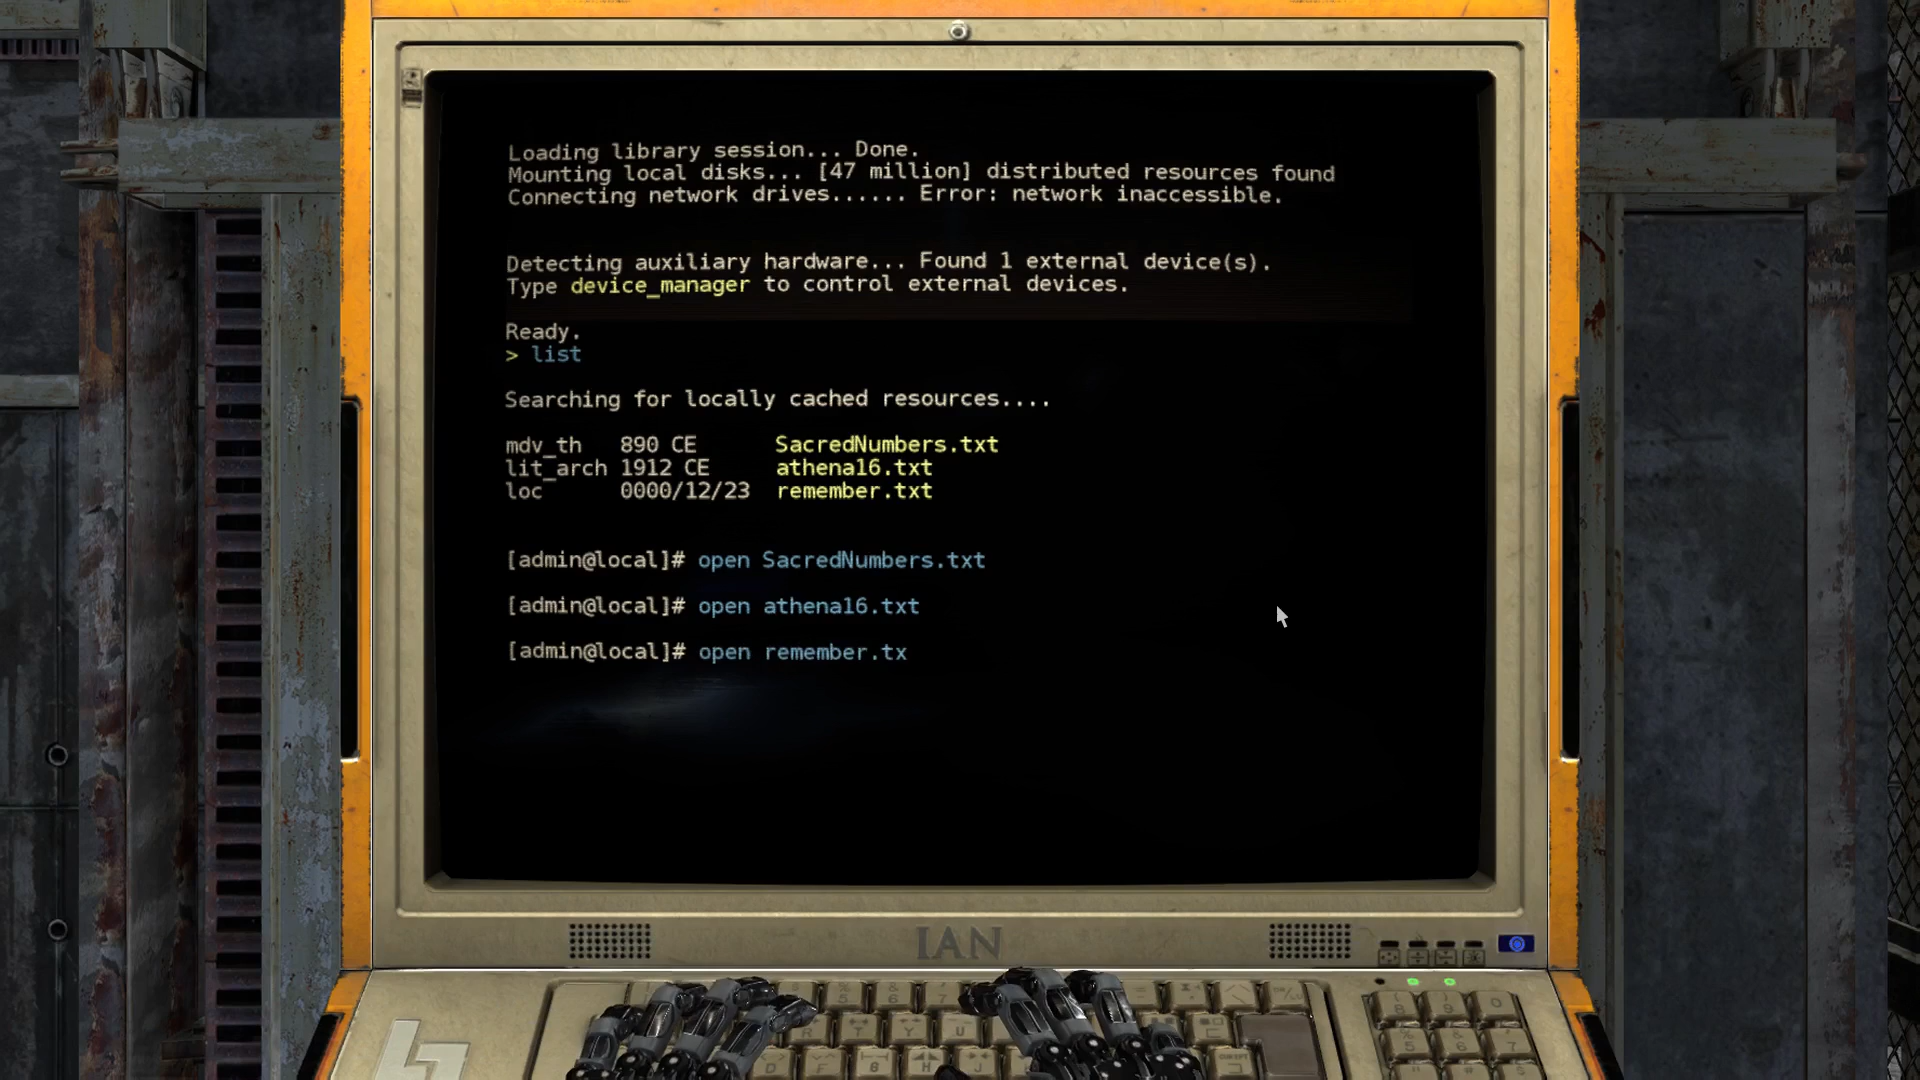 Loading library session... Done.
Mounting local disks... [47 million] distributed resources found
Connecting network drives...... Error: network inaccessible.
Detecting auxiliary hardware... Found 1 external device(s).
Type device_manager to control external devices.
Ready.
> list
Searching for locally cached resources....
mdv_th 890 CE SacredNumbers.txt
lit_arch 1912 CE athena16.txt
loc 0000/12/23 remember.txt
[admin@local]# open SacredNumbers.txt
[admin@local]# open athena16.txt
[admin@local]# open remember.tx
IAN